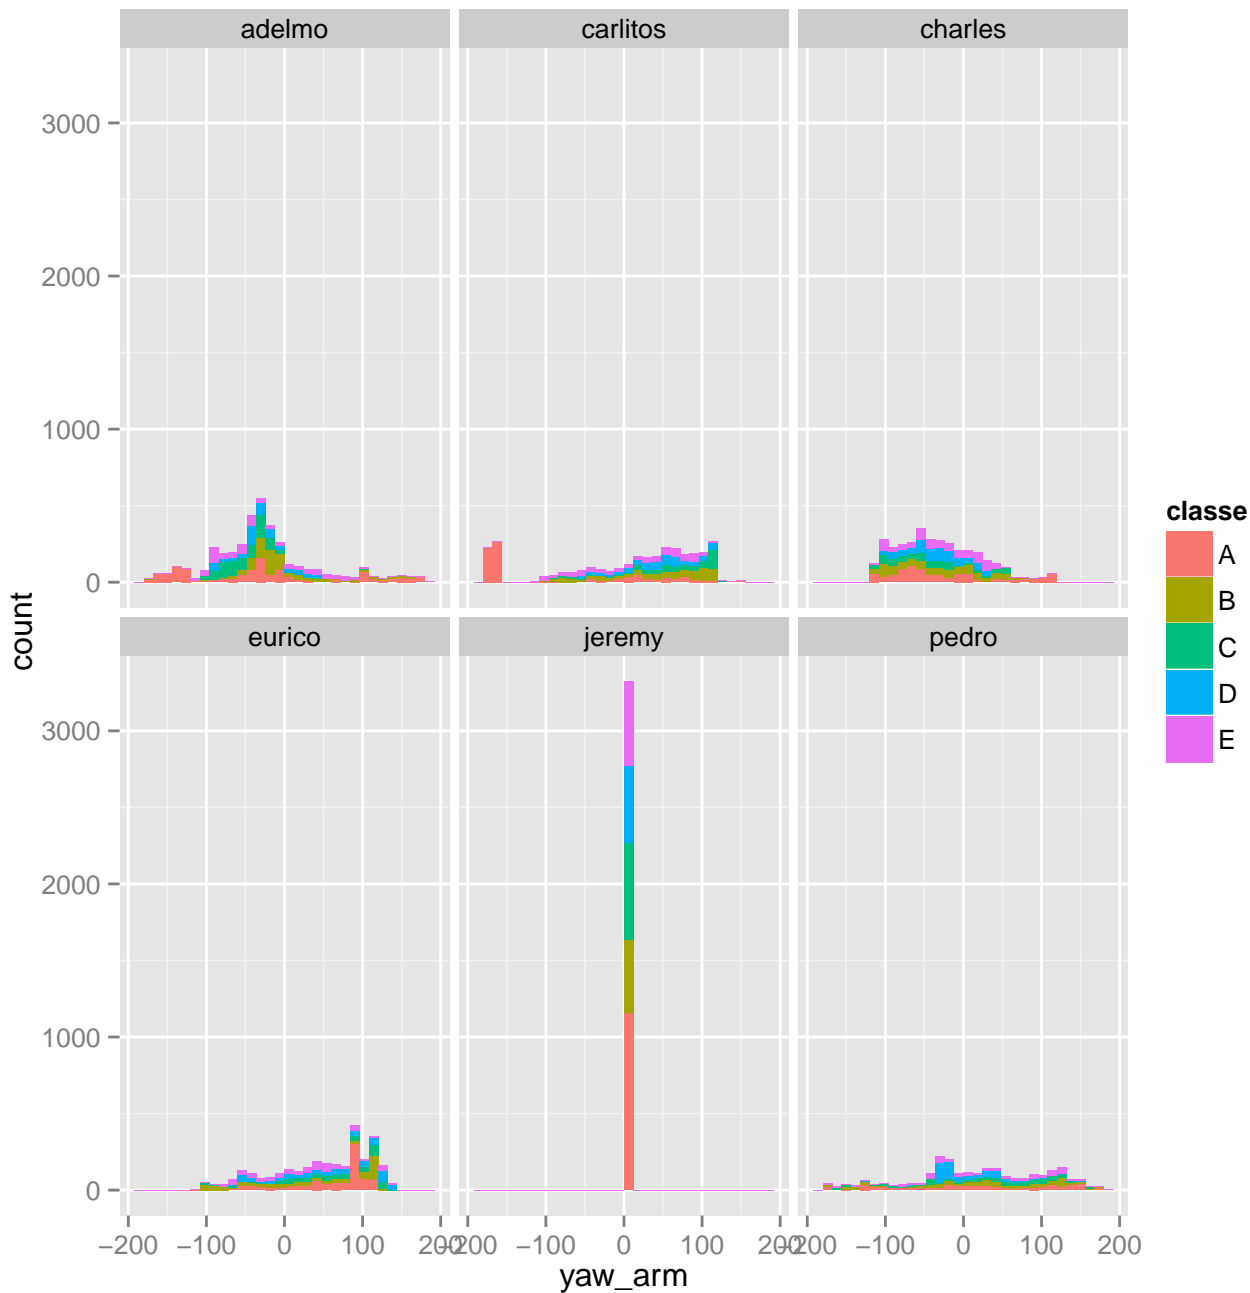 adelmo carlitos charles
3000
2000
1000
0
count
eurico jeremy pedro
3000
2000
1000
0
−200 −100 0 100 200 −200 −100 0 100 200 −200 −100 0 100 200
yaw_arm
classe
A
B
C
D
E